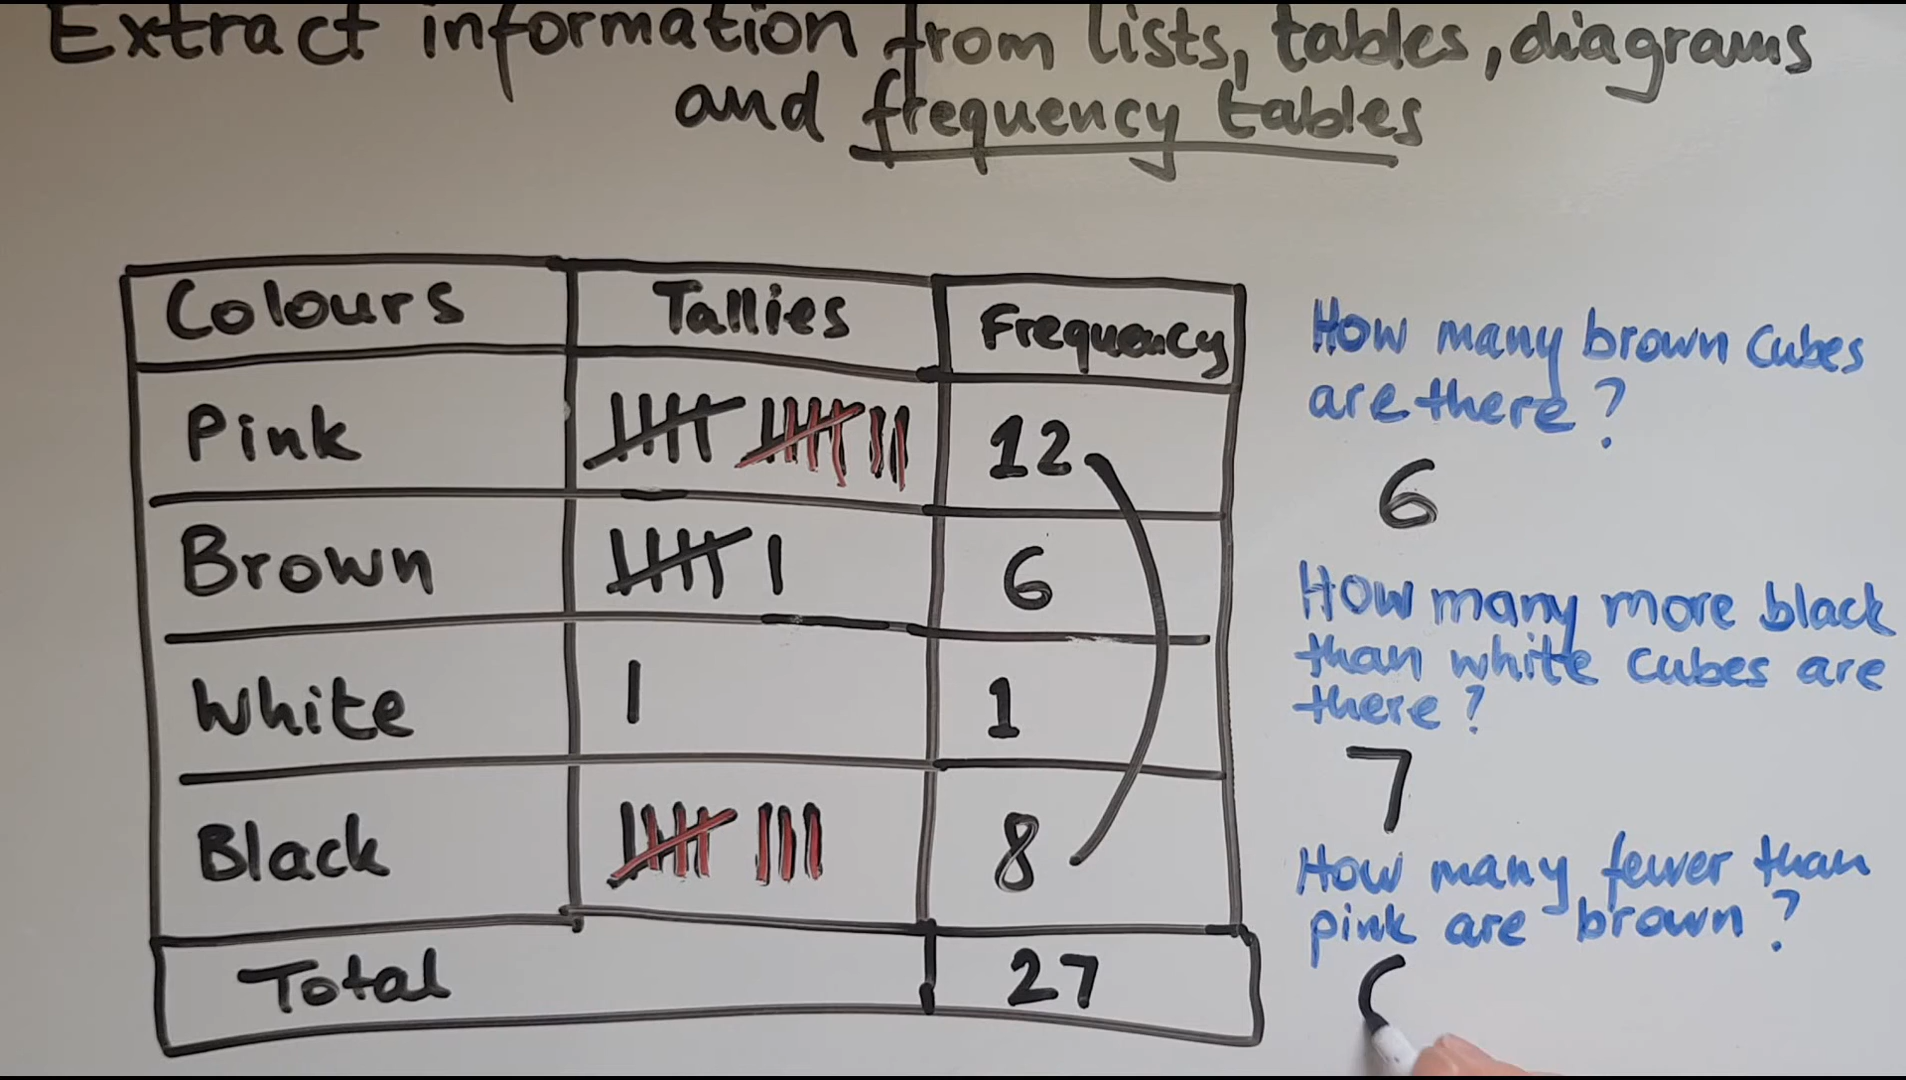 Extract information from lists, tables, diagrams
and frequency tables
Colours Tallies Frequency
Pink 12
Brown 6
White 1
Black 8
Total 27
How many brown cubes
are there?
6
How many more black
than white cubes are
there?
7
How many fewer than
pink are brown?